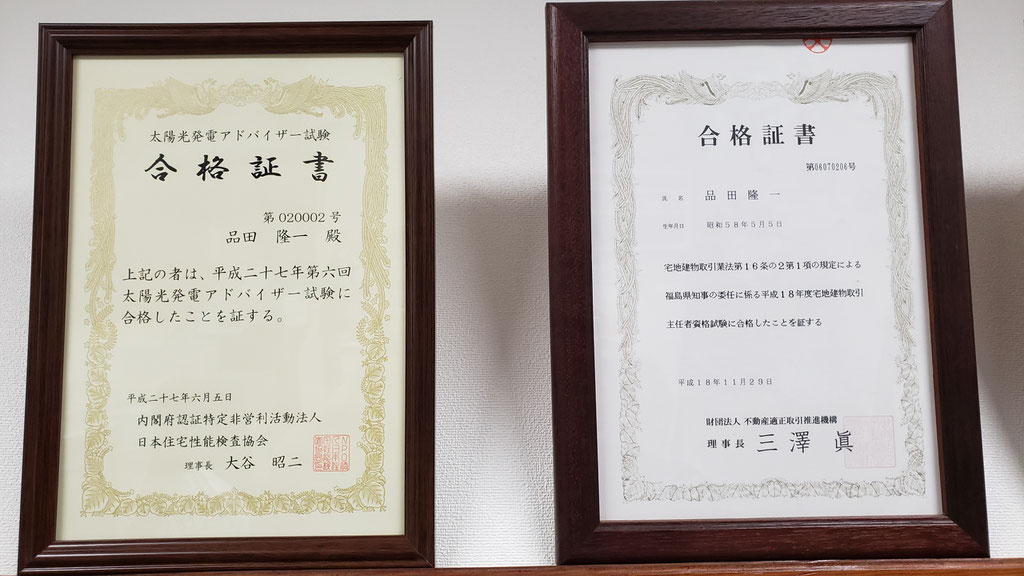 太陽光発電アドバイザー試験
合格証書
第020002号
品田 隆一 殿
上記の者は、平成二十七年第六回
太陽光発電アドバイザー試験に
合格したことを証する。
平成二十七年六月五日
内閣府認証特定非営利活動法人
日本住宅性能検査協会
理事長 大谷 昭二
合格証書
第06070206号
氏名 品田隆一
生年月日 昭和58年5月5日
宅地建物取引業法第16条の2第1項の規定による
福島県知事の委任に係る平成18年度宅地建物取引
主任者資格試験に合格したことを証する
平成18年11月29日
財団法人 不動産適正取引推進機構
理事長 三澤 眞